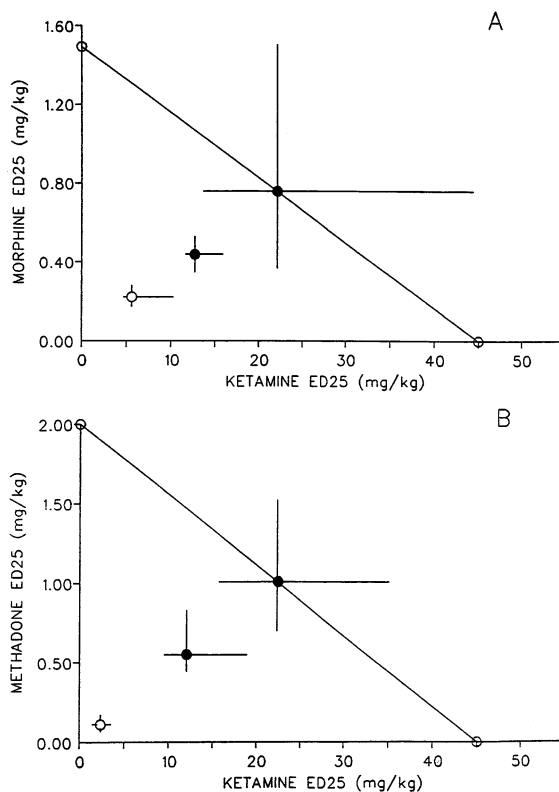 A
1.60
1.20
0.80
0.40
0.00
MORPHINE ED25 (mg/kg)
0 10 20 30 40 50
KETAMINE ED25 (mg/kg)
B
2.00
1.50
1.00
0.50
0.00
METHADONE ED25 (mg/kg)
0 10 20 30 40 50
KETAMINE ED25 (mg/kg)